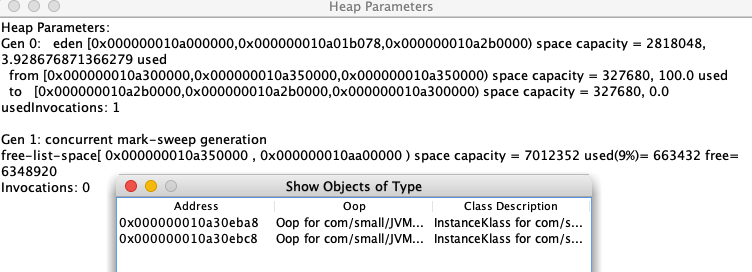 Heap Parameters
Heap Parameters:
Gen 0:   eden [0x000000010a000000,0x000000010a01b078,0x000000010a2b0000) space capacity = 2818048,
3.928676871366279 used
  from [0x000000010a300000,0x000000010a350000,0x000000010a350000) space capacity = 327680, 100.0 used
  to   [0x000000010a2b0000,0x000000010a2b0000,0x000000010a300000) space capacity = 327680, 0.0
usedInvocations: 1
Gen 1: concurrent mark-sweep generation
free-list-space[ 0x000000010a350000 , 0x000000010aa00000 ) space capacity = 7012352 used(9%)= 663432 free=
6348920
Invocations: 0
Show Objects of Type
Address Oop Class Description
0x000000010a30eba8 Oop for com/small/JVM... InstanceKlass for com/s...
0x000000010a30ebc8 Oop for com/small/JVM... InstanceKlass for com/s...